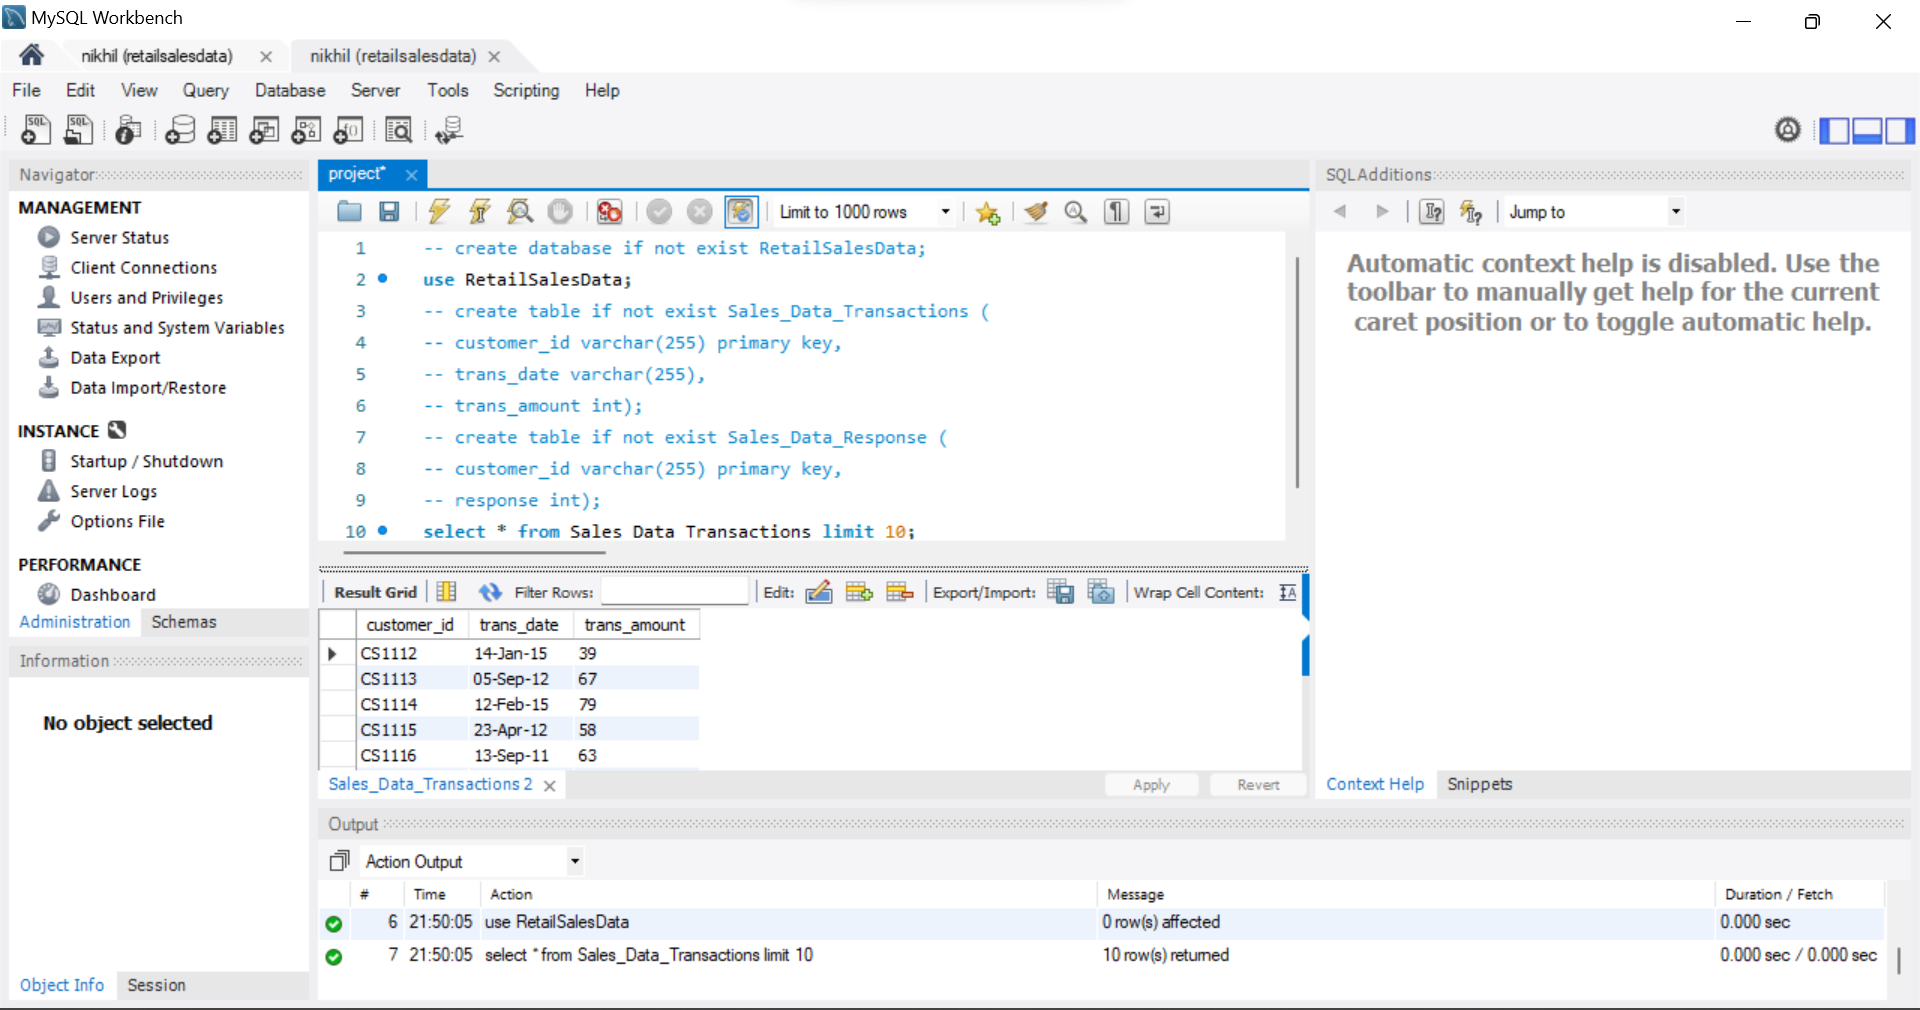 MySQL Workbench
nikhil (retailsalesdata)
nikhil (retailsalesdata)
File Edit View Query Database Server Tools Scripting Help
Navigator
MANAGEMENT
Server Status
Client Connections
Users and Privileges
Status and System Variables
Data Export
Data Import/Restore
INSTANCE
Startup / Shutdown
Server Logs
Options File
PERFORMANCE
Dashboard
Administration Schemas
Information
No object selected
Object Info Session
project*
Limit to 1000 rows
1 -- create database if not exist RetailSalesData;
2 use RetailSalesData;
3 -- create table if not exist Sales_Data_Transactions (
4 -- customer_id varchar(255) primary key,
5 -- trans_date varchar(255),
6 -- trans_amount int);
7 -- create table if not exist Sales_Data_Response (
8 -- customer_id varchar(255) primary key,
9 -- response int);
10 select * from Sales_Data_Transactions limit 10;
Result Grid Filter Rows: Edit: Export/Import: Wrap Cell Content:
customer_id trans_date trans_amount
CS1112 14-Jan-15 39
CS1113 05-Sep-12 67
CS1114 12-Feb-15 79
CS1115 23-Apr-12 58
CS1116 13-Sep-11 63
Sales_Data_Transactions 2
Apply Revert
SQLAdditions
Jump to
Automatic context help is disabled. Use the
toolbar to manually get help for the current
caret position or to toggle automatic help.
Context Help Snippets
Output
Action Output
# Time Action Message Duration / Fetch
6 21:50:05 use RetailSalesData 0 row(s) affected 0.000 sec
7 21:50:05 select * from Sales_Data_Transactions limit 10 10 row(s) returned 0.000 sec / 0.000 sec